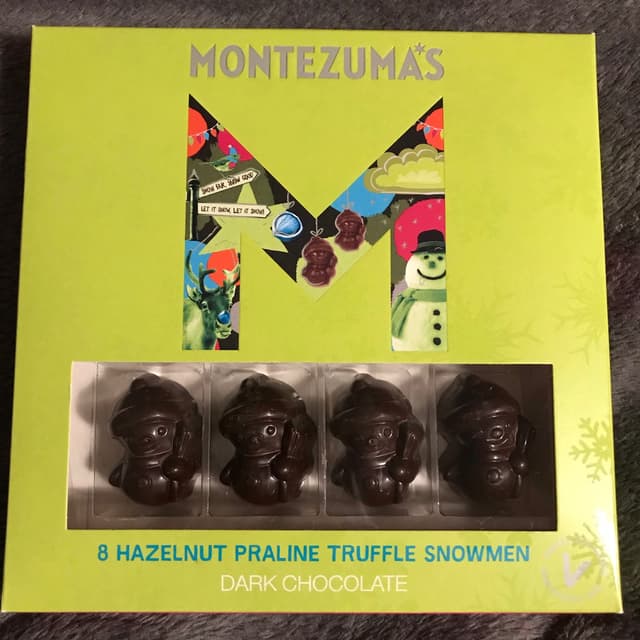 MONTEZUMA'S
SNOW FAR, SNOW GOOD
LET IT SNOW, LET IT SNOW!
8 HAZELNUT PRALINE TRUFFLE SNOWMEN
DARK CHOCOLATE